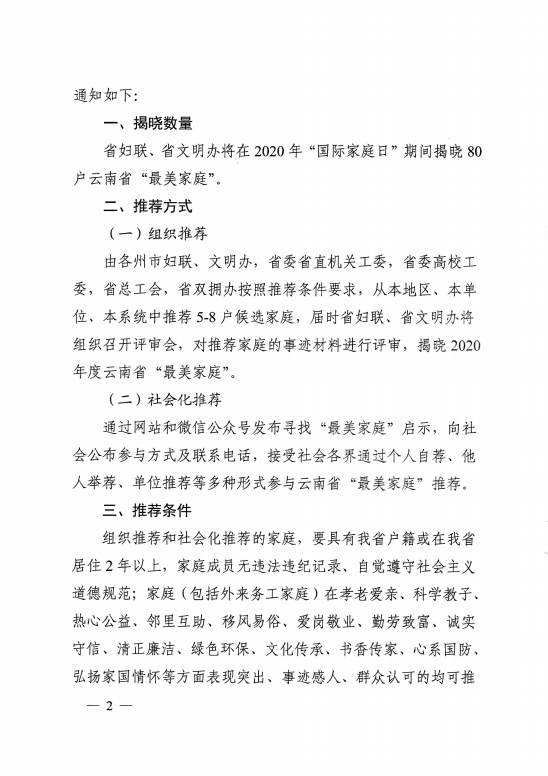 通知如下：
一、揭晓数量
省妇联、省文明办将在 2020 年“国际家庭日”期间揭晓 80
户云南省“最美家庭”。
二、推荐方式
（一）组织推荐
由各州市妇联、文明办，省委省直机关工委，省委高校工
委，省总工会，省双拥办按照推荐条件要求，从本地区、本单
位、本系统中推荐 5-8 户候选家庭，届时省妇联、省文明办将
组织召开评审会，对推荐家庭的事迹材料进行评审，揭晓 2020
年度云南省“最美家庭”。
（二）社会化推荐
通过网站和微信公众号发布寻找“最美家庭”启示，向社
会公布参与方式及联系电话，接受社会各界通过个人自荐、他
人举荐、单位推荐等多种形式参与云南省“最美家庭”推荐。
三、推荐条件
组织推荐和社会化推荐的家庭，要具有我省户籍或在我省
居住 2 年以上，家庭成员无违法违纪记录、自觉遵守社会主义
道德规范；家庭（包括外来务工家庭）在孝老爱亲、科学教子、
热心公益、邻里互助、移风易俗、爱岗敬业、勤劳致富、诚实
守信、清正廉洁、绿色环保、文化传承、书香传家、心系国防、
弘扬家国情怀等方面表现突出、事迹感人、群众认可的均可推
— 2 —